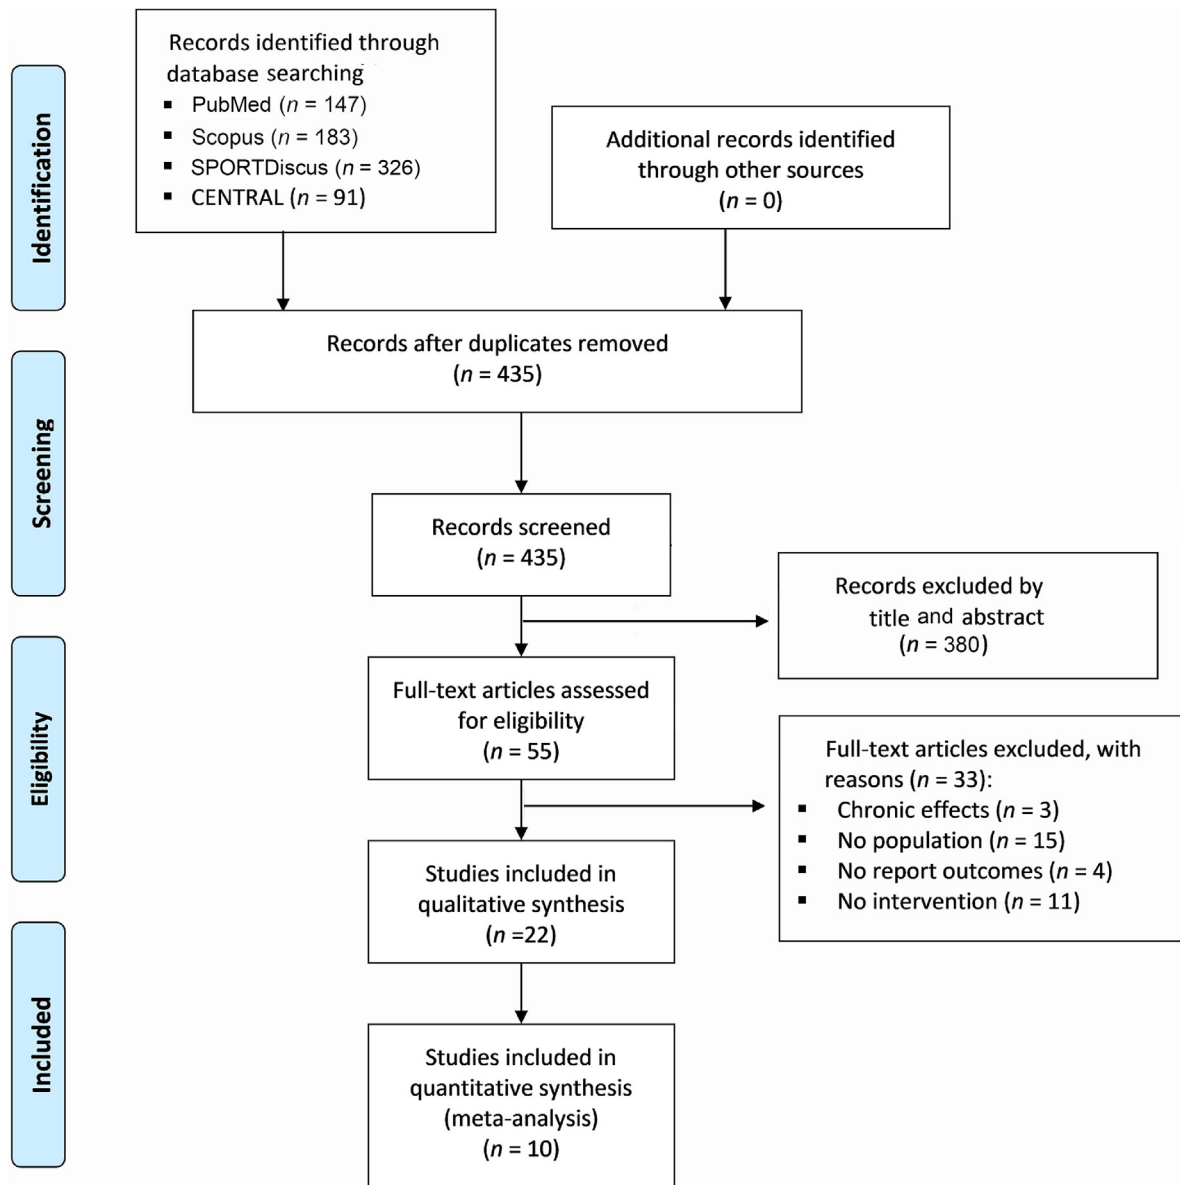 Identification
Records identified through
database searching
▪ PubMed (n = 147)
▪ Scopus (n = 183)
▪ SPORTDiscus (n = 326)
▪ CENTRAL (n = 91)
Additional records identified
through other sources
(n = 0)
Records after duplicates removed
(n = 435)
Screening
Records screened
(n = 435)
Records excluded by
title and abstract
(n = 380)
Eligibility
Full-text articles assessed
for eligibility
(n = 55)
Full-text articles excluded, with
reasons (n = 33):
▪ Chronic effects (n = 3)
▪ No population (n = 15)
▪ No report outcomes (n = 4)
▪ No intervention (n = 11)
Studies included in
qualitative synthesis
(n =22)
Included
Studies included in
quantitative synthesis
(meta-analysis)
(n = 10)